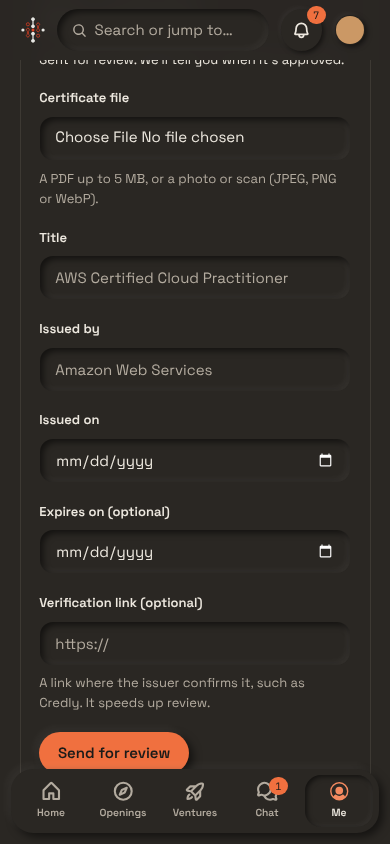 Search or jump to...
7
Sent for review. We'll tell you when it's approved.
Certificate file
Choose File No file chosen
A PDF up to 5 MB, or a photo or scan (JPEG, PNG
or WebP).
Title
AWS Certified Cloud Practitioner
Issued by
Amazon Web Services
Issued on
mm/dd/yyyy
Expires on (optional)
mm/dd/yyyy
Verification link (optional)
https://
A link where the issuer confirms it, such as
Credly. It speeds up review.
Send for review
1
Home Openings Ventures Chat Me